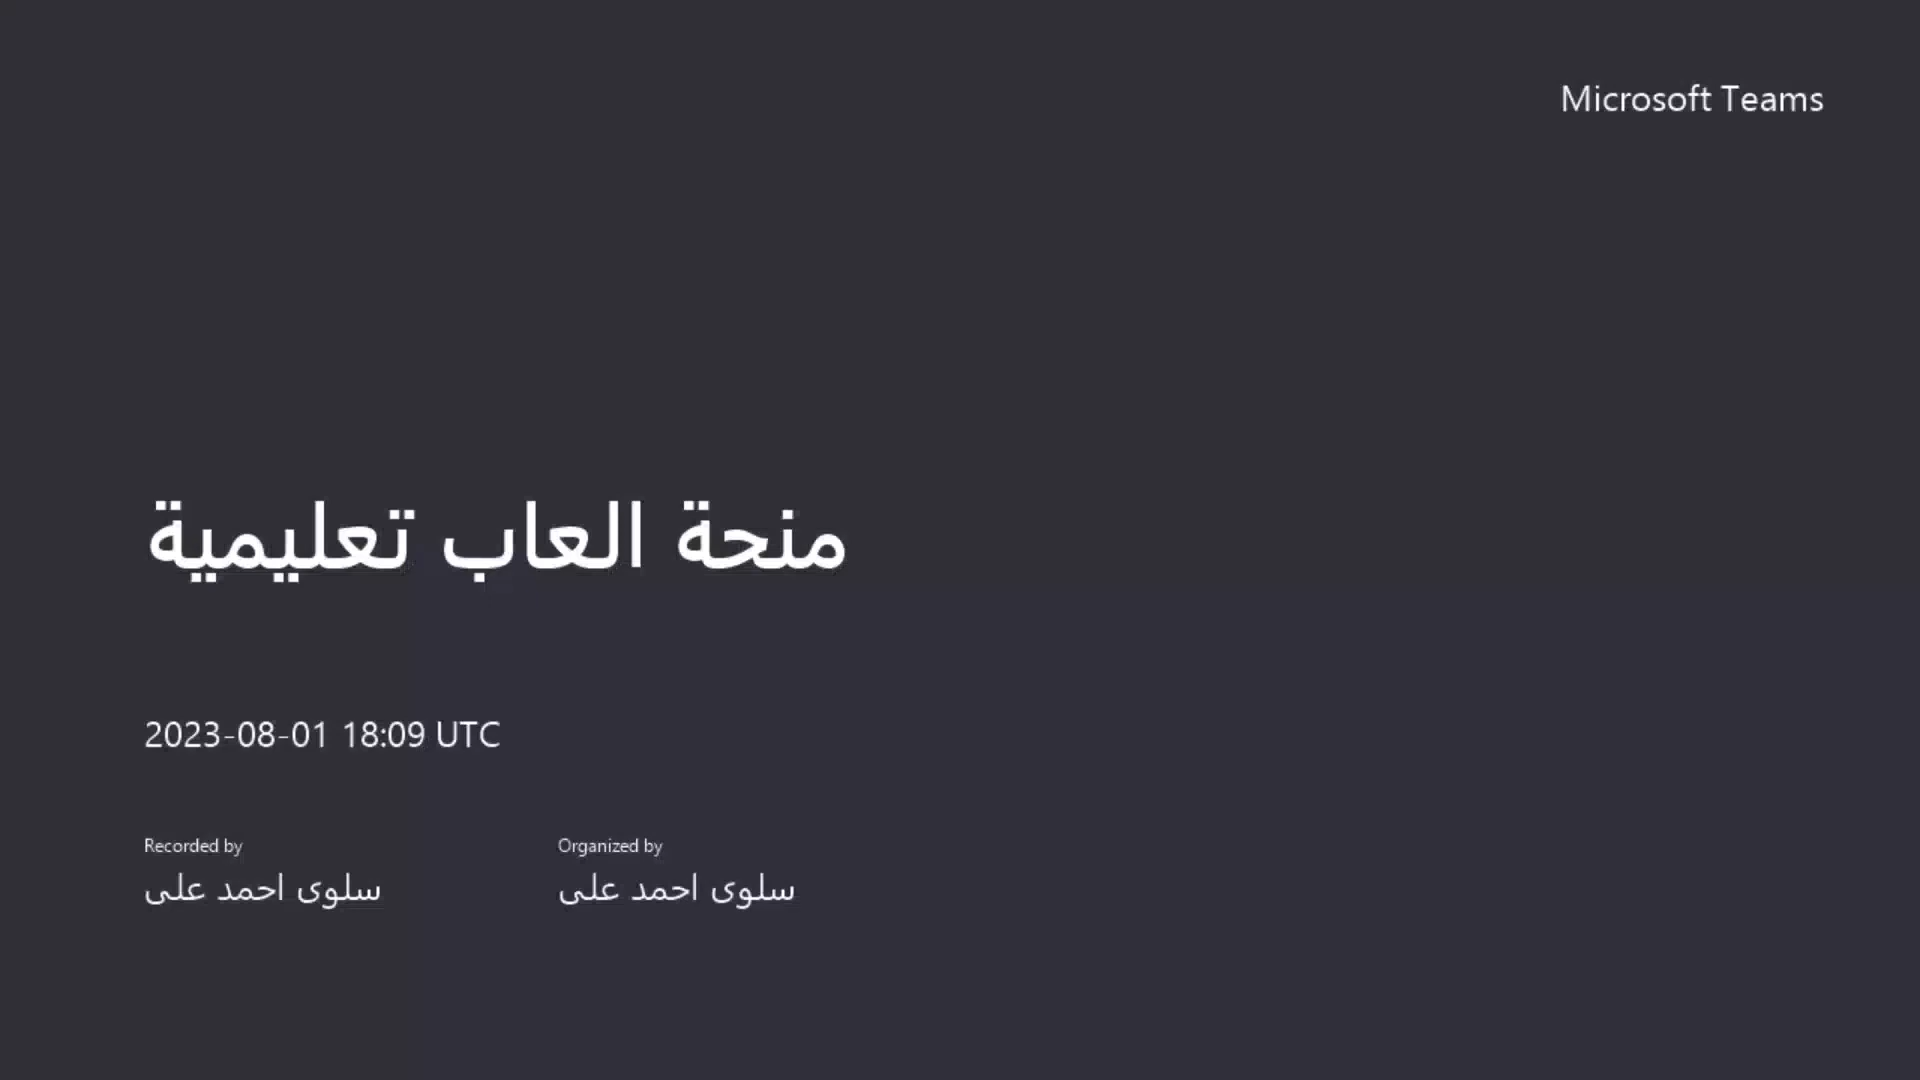 Microsoft Teams
منحة العاب تعليمية
2023-08-01 18:09 UTC
Recorded by
سلوى احمد على
Organized by
سلوى احمد على